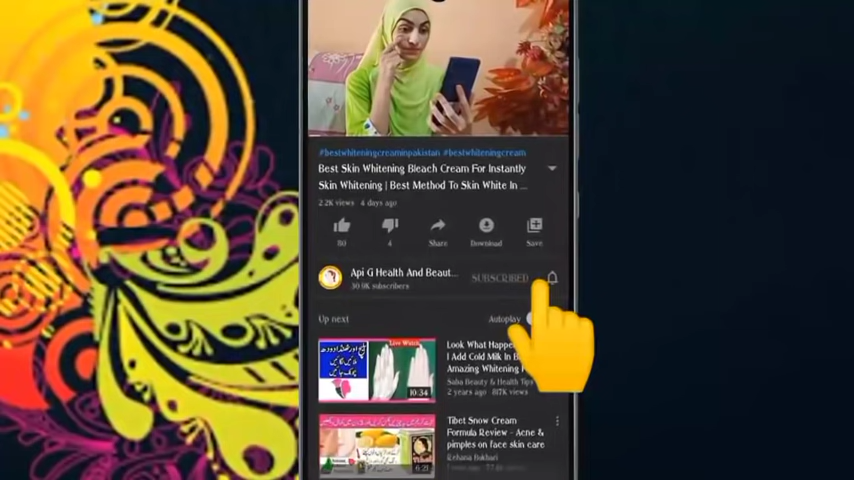 #bestwhiteningcreaminpakistan #bestwhiteningcream
Best Skin Whitening Bleach Cream For Instantly
Skin Whitening | Best Method To Skin White In ...
2.2K views 4 days ago
80
4
Share
Download
Save
Api G Health And Beaut...
SUBSCRIBED
30.8K subscribers
Up next
Autoplay
Live Watch
10:34
Look What
I Add Cold Milk In
Amazing Whitening
Saba Beauty & Health Tips
2 years ago 817K views
6:21
Tibet Snow Cream
Formula Review - Acne &
pimples on face skin care
Rehana Bukhari